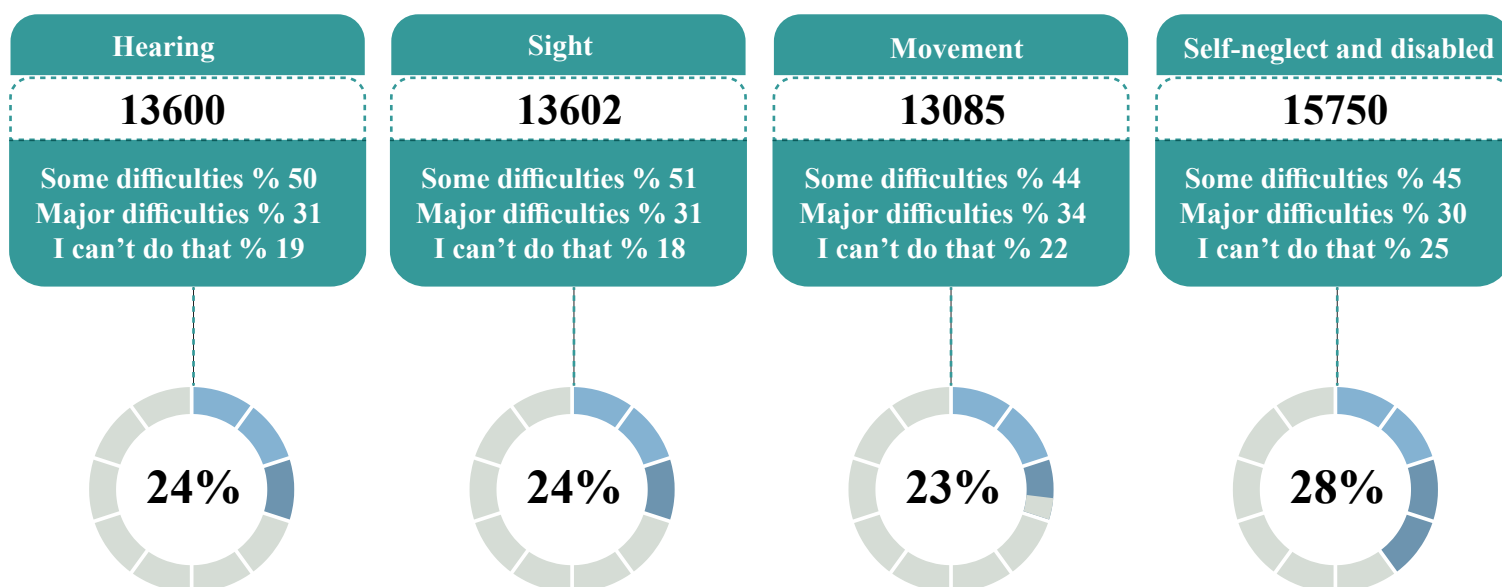 Hearing
13600
Some difficulties % 50
Major difficulties % 31
I can’t do that % 19
24%
Sight
13602
Some difficulties % 51
Major difficulties % 31
I can’t do that % 18
24%
Movement
13085
Some difficulties % 44
Major difficulties % 34
I can’t do that % 22
23%
Self-neglect and disabled
15750
Some difficulties % 45
Major difficulties % 30
I can’t do that % 25
28%